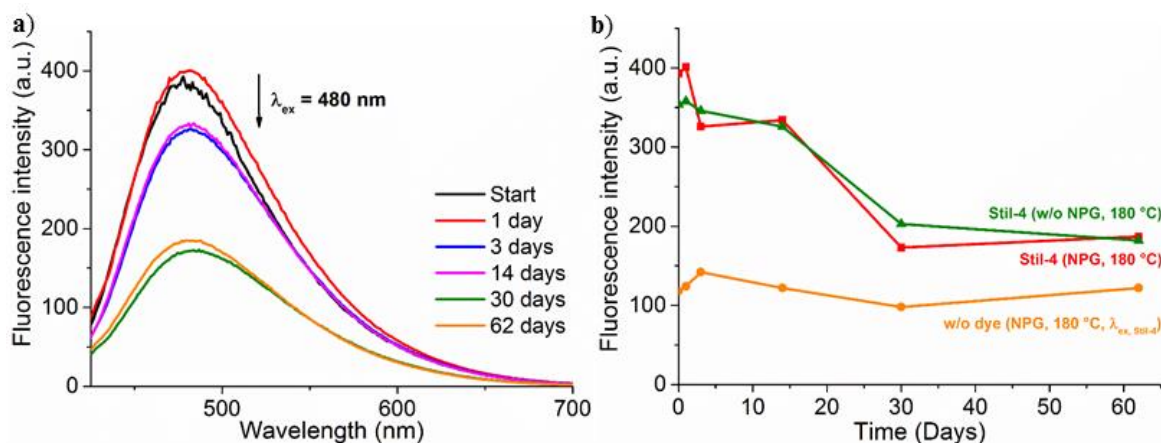 a)
Fluorescence intensity (a.u.)
400
300
200
100
0
λex = 480 nm
Start
1 day
3 days
14 days
30 days
62 days
500
600
700
Wavelength (nm)
b)
Fluorescence intensity (a.u.)
400
300
200
100
0
Stil-4 (w/o NPG, 180 °C)
Stil-4 (NPG, 180 °C)
w/o dye (NPG, 180 °C, λex, Stil-4)
0
10
20
30
40
50
60
Time (Days)